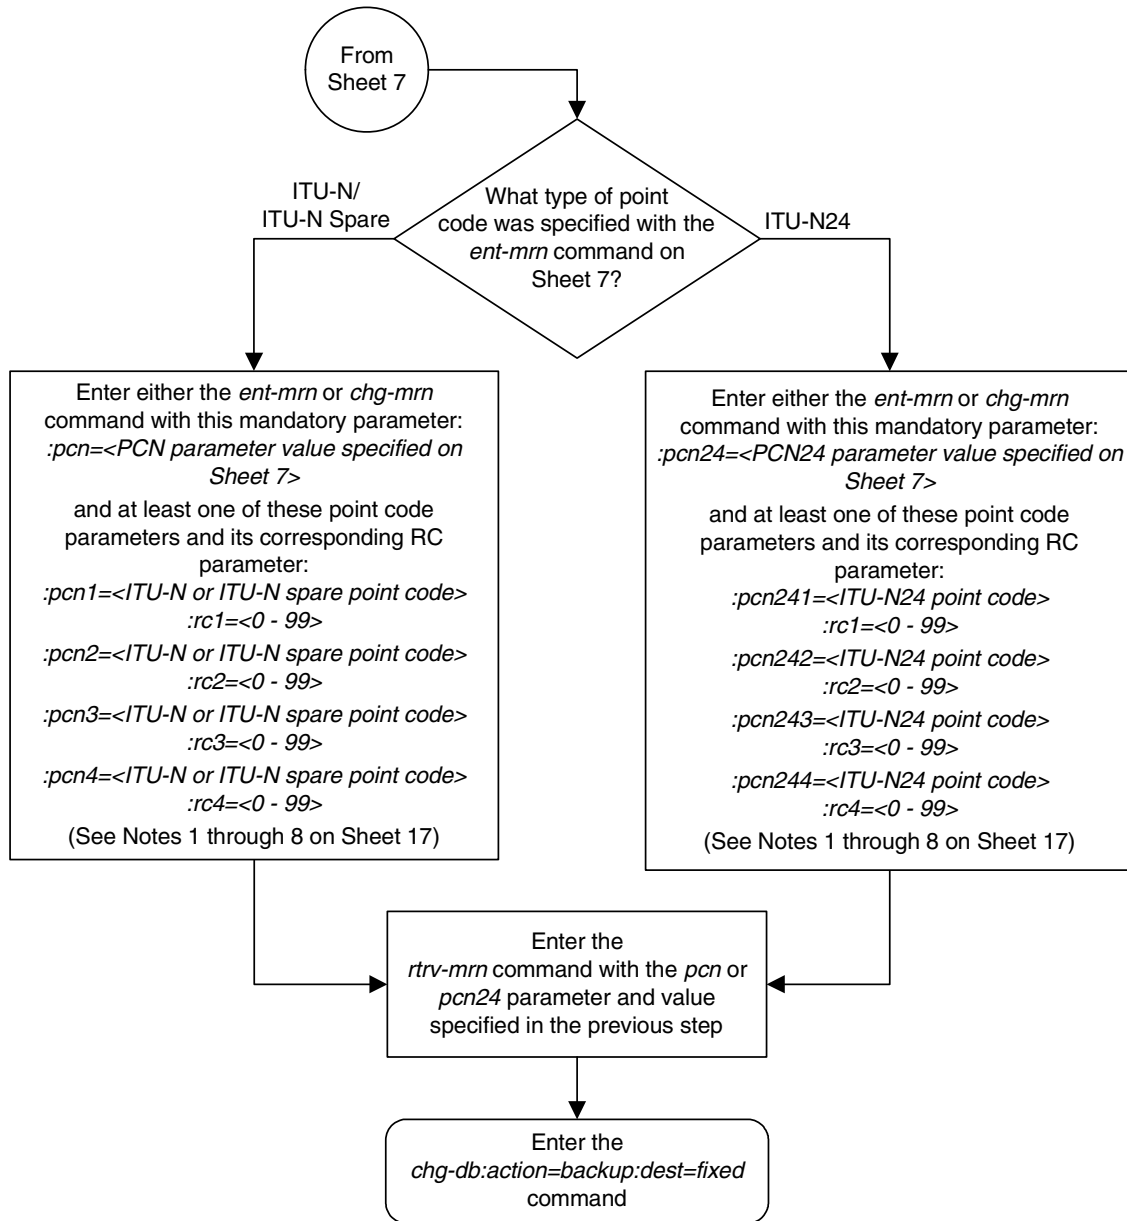 From
Sheet 7
What type of point
code was specified with the
ent-mrn command on
Sheet 7?
ITU-N/
ITU-N Spare
ITU-N24
Enter either the ent-mrn or chg-mrn
command with this mandatory parameter:
:pcn=<PCN parameter value specified on
Sheet 7>
and at least one of these point code
parameters and its corresponding RC
parameter:
:pcn1=<ITU-N or ITU-N spare point code>
:rc1=<0 - 99>
:pcn2=<ITU-N or ITU-N spare point code>
:rc2=<0 - 99>
:pcn3=<ITU-N or ITU-N spare point code>
:rc3=<0 - 99>
:pcn4=<ITU-N or ITU-N spare point code>
:rc4=<0 - 99>
(See Notes 1 through 8 on Sheet 17)
Enter either the ent-mrn or chg-mrn
command with this mandatory parameter:
:pcn24=<PCN24 parameter value specified on
Sheet 7>
and at least one of these point code
parameters and its corresponding RC
parameter:
:pcn241=<ITU-N24 point code>
:rc1=<0 - 99>
:pcn242=<ITU-N24 point code>
:rc2=<0 - 99>
:pcn243=<ITU-N24 point code>
:rc3=<0 - 99>
:pcn244=<ITU-N24 point code>
:rc4=<0 - 99>
(See Notes 1 through 8 on Sheet 17)
Enter the
rtrv-mrn command with the pcn or
pcn24 parameter and value
specified in the previous step
Enter the
chg-db:action=backup:dest=fixed
command